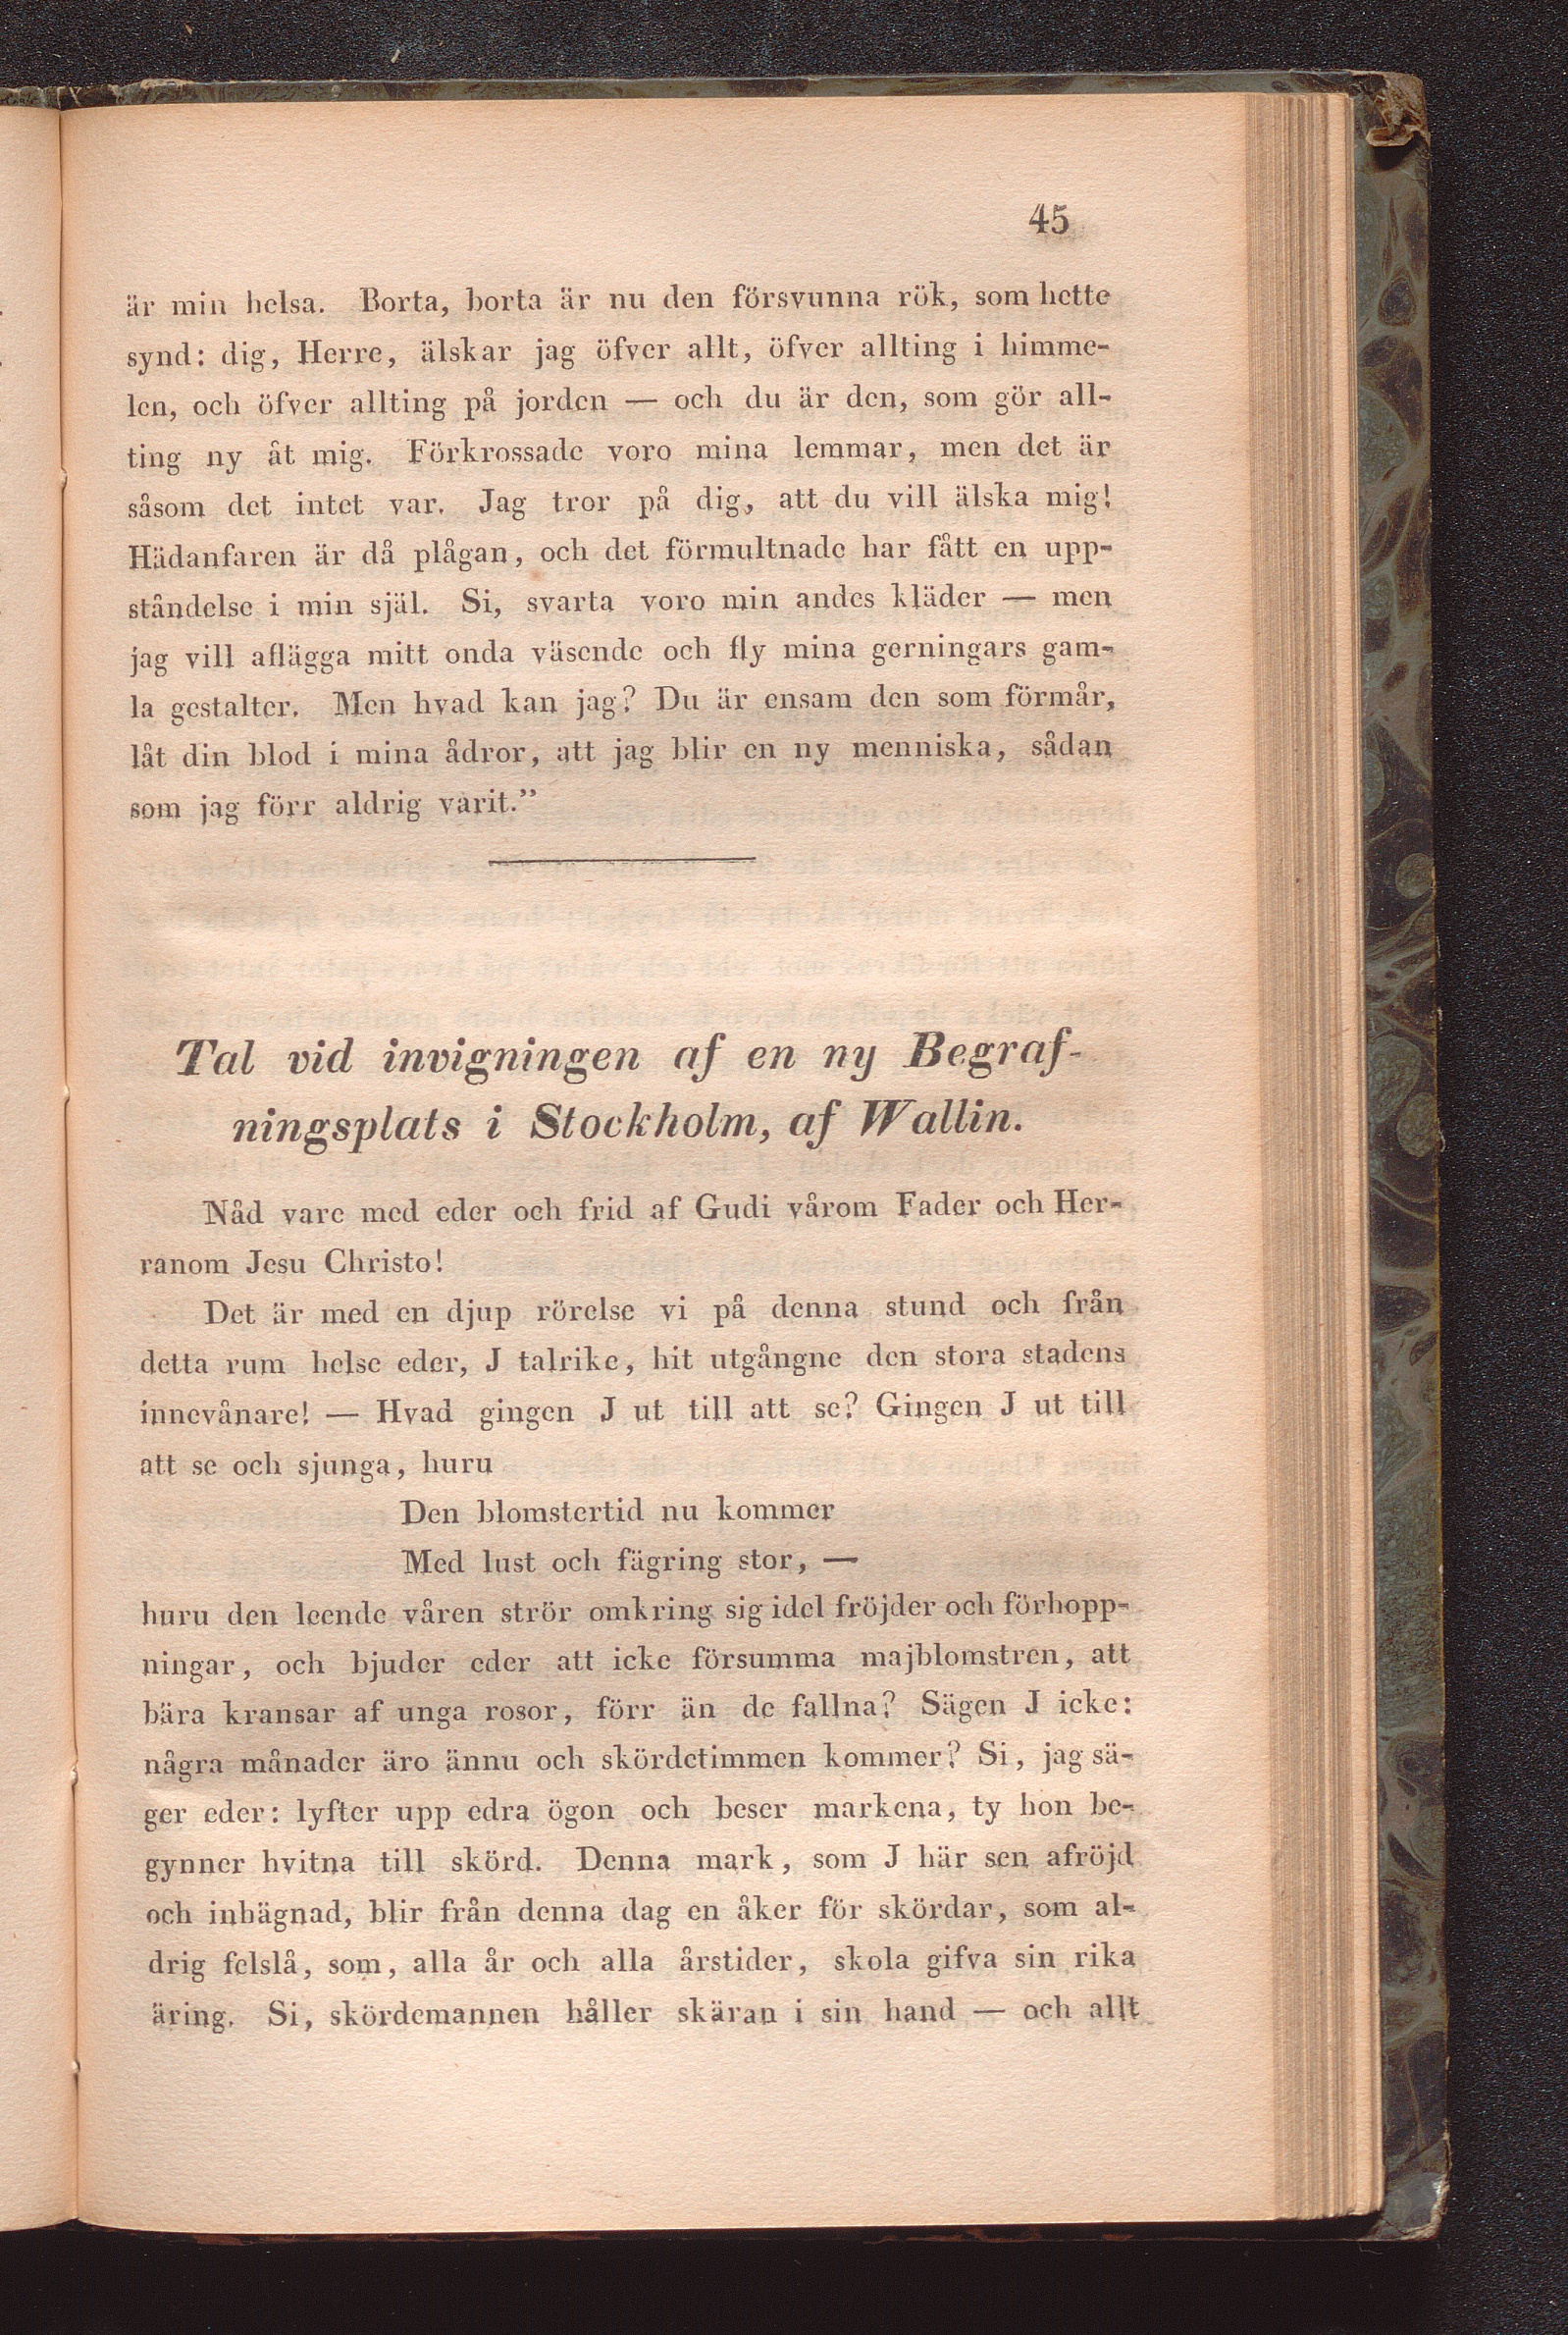 45
är min helsa. Borta, borta är nu den försvunna rök, som hette
synd: dig, Herre, älskar jag öfver allt, öfver allting i himme-
len, och öfver allting på jorden — och du är den, som gör all-
ting ny åt mig. Förkrossade voro mina lemmar, men det är
såsom det intet var. Jag tror på dig, att du vill älska mig!
Hädanfaren är då plågan, och det förmultnade har fått en upp-
ståndelse i min själ. Si, svarta voro min andes kläder — men
jag vill aflägga mitt onda väsende och fly mina gerningars gam-
la gestalter. Men hvad kan jag? Du är ensam den som förmår,
låt din blod i mina ådror, att jag blir en ny menniska, sådan
som jag förr aldrig varit.”
Tal vid invigningen af en ny Begraf-
ningsplats i Stockholm, af Wallin.
Nåd vare med eder och frid af Gudi vårom Fader och Her-
ranom Jesu Christo!
Det är med en djup rörelse vi på denna stund och från
detta rum helse eder, J talrike, hit utgångne den stora stadens
innevånare! — Hvad gingen J ut till att se? Gingen J ut till
att se och sjunga, huru
Den blomstertid nu kommer
Med lust och fägring stor, —
huru den leende våren strör omkring sig idel fröjder och förhopp-
ningar, och bjuder eder att icke försumma majblomstren, att
bära kransar af unga rosor, förr än de fallna? Sägen J icke:
några månader äro ännu och skördetimmen kommer? Si, jag sä-
ger eder: lyfter upp edra ögon och beser markena, ty hon be-
gynner hvitna till skörd. Denna mark, som J här sen afröjd
och inhägnad, blir från denna dag en åker för skördar, som al-
drig felslå, som, alla år och alla årstider, skola gifva sin rika
äring. Si, skördemannen håller skäran i sin hand — och allt